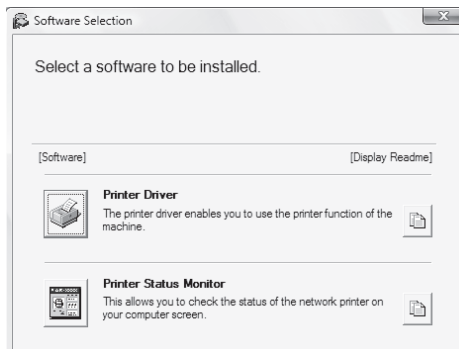 Software Selection
Select a software to be installed.
[Software] [Display Readme]
Printer Driver
The printer driver enables you to use the printer function of the
machine.
Printer Status Monitor
This allows you to check the status of the network printer on
your computer screen.